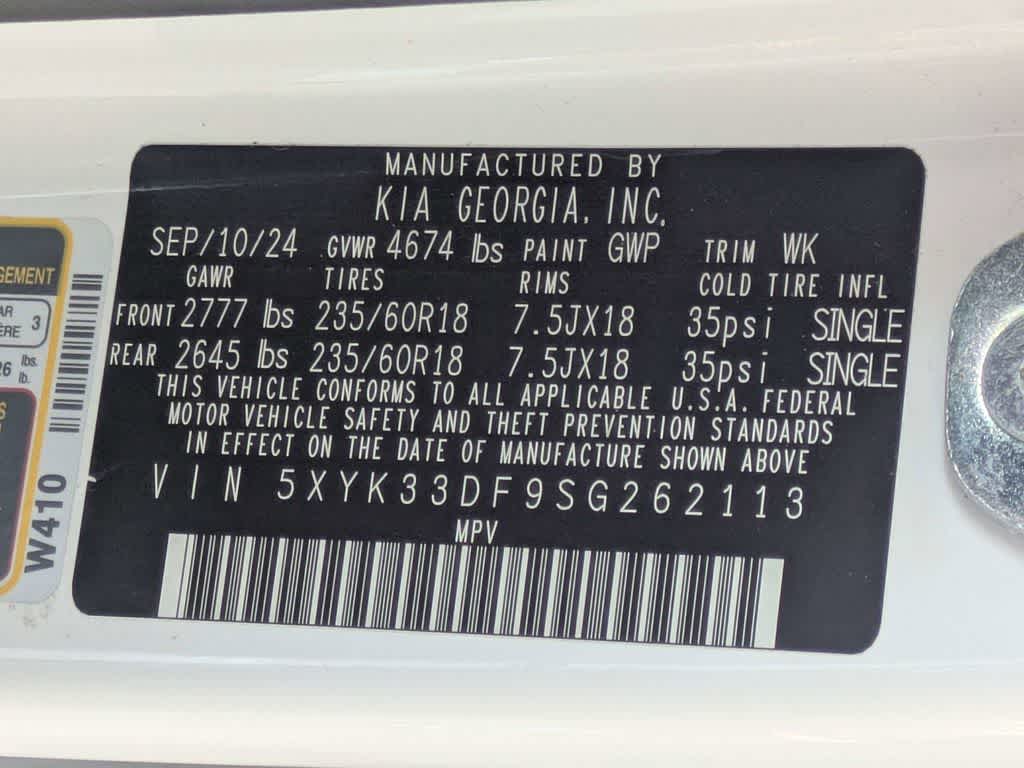 MANUFACTURED BY
KIA GEORGIA, INC.
SEP/10/24 GVWR 4674 lbs PAINT GWP TRIM WK
GAWR TIRES RIMS COLD TIRE INFL
FRONT 2777 lbs 235/60R18 7.5JX18 35psi SINGLE
REAR 2645 lbs 235/60R18 7.5JX18 35psi SINGLE
THIS VEHICLE CONFORMS TO ALL APPLICABLE U.S.A. FEDERAL
MOTOR VEHICLE SAFETY AND THEFT PREVENTION STANDARDS
IN EFFECT ON THE DATE OF MANUFACTURE SHOWN ABOVE
VIN 5XYK33DF9SG262113
MPV
3
lbs.
lb.
W410